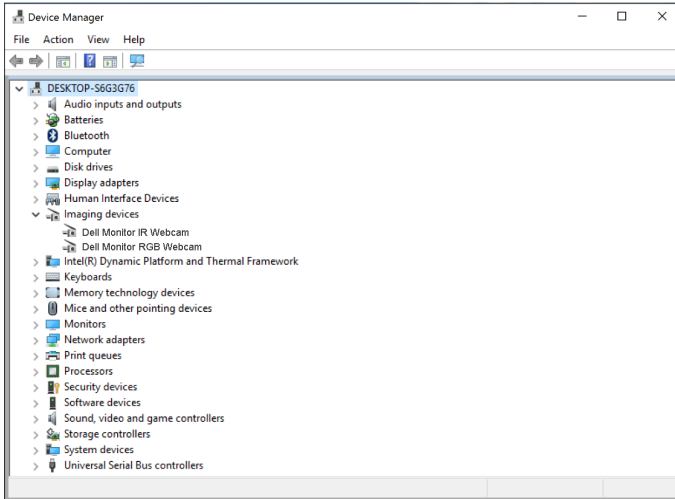 Device Manager
File Action View Help
DESKTOP-S6G3G76
Audio inputs and outputs
Batteries
Bluetooth
Computer
Disk drives
Display adapters
Human Interface Devices
Imaging devices
Dell Monitor IR Webcam
Dell Monitor RGB Webcam
Intel(R) Dynamic Platform and Thermal Framework
Keyboards
Memory technology devices
Mice and other pointing devices
Monitors
Network adapters
Print queues
Processors
Security devices
Software devices
Sound, video and game controllers
Storage controllers
System devices
Universal Serial Bus controllers